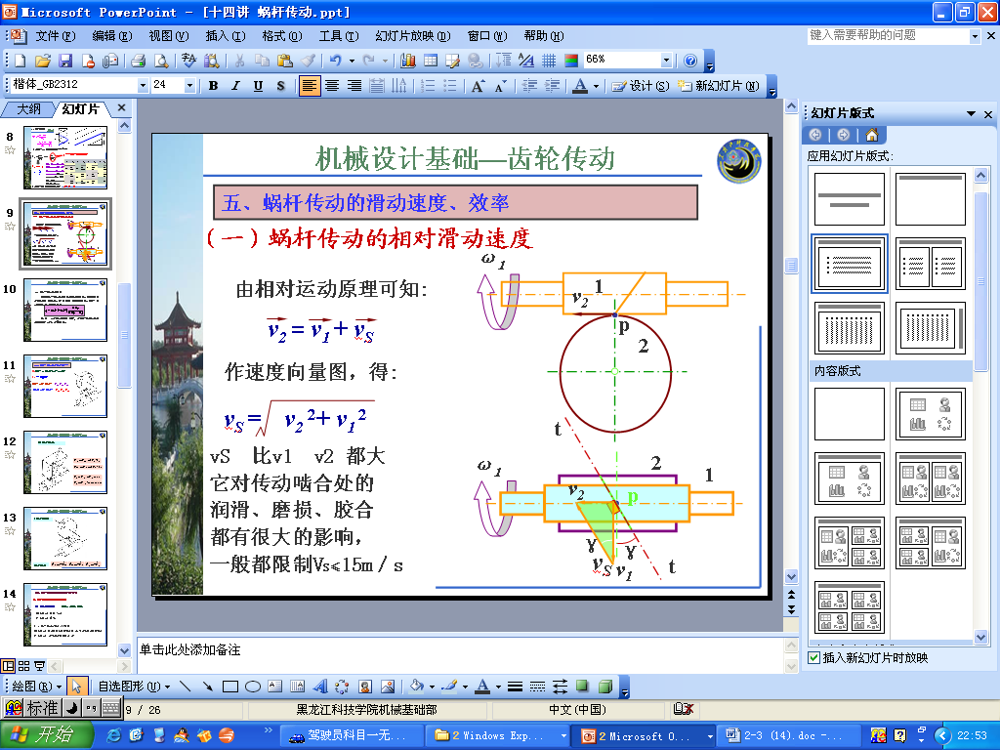 Microsoft PowerPoint - [十四讲 蜗杆传动.ppt]
文件(F) 编辑(E) 视图(V) 插入(I) 格式(O) 工具(T) 幻灯片放映(D) 窗口(W) 帮助(H)
键入需要帮助的问题
66%
楷体_GB2312 24 B I U S
A A A 设计(S) 新幻灯片(N)
大纲 幻灯片
8
9
10
11
12
13
14
机械设计基础—齿轮传动
五、蜗杆传动的滑动速度、效率
(一)蜗杆传动的相对滑动速度
由相对运动原理可知:
v2 = v1 + vS
作速度向量图，得:
vS = √ v2² + v1²
vS 比v1 v2 都大
它对传动啮合处的
润滑、磨损、胶合
都有很大的影响，
一般都限制Vs≤15m/s
ω1
v2
1
p
2
t
ω1
2
1
v2
p
γ
γ
vS
v1
t
单击此处添加备注
幻灯片版式
应用幻灯片版式:
内容版式
插入新幻灯片时放映
绘图(R) 自选图形(U)
标准
9 / 26
黑龙江科技学院机械基础部
中文(中国)
开始
驾驶员科目一无...
2 Windows Exp...
2 Microsoft O...
2-3 (14).doc -...
22:53